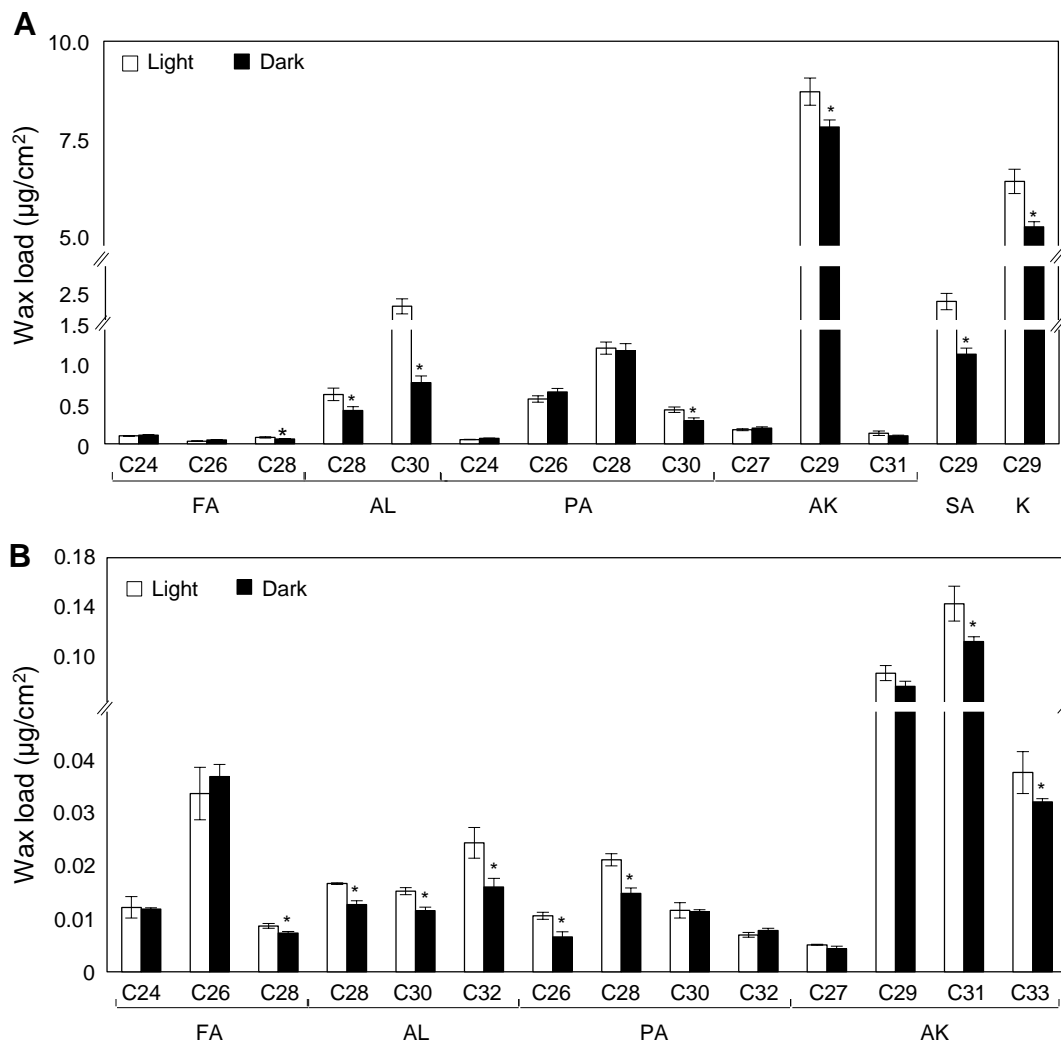 A
10.0
Light Dark
7.5
5.0
2.5
1.5
1.0
0.5
0
Wax load (µg/cm²)
* * * * * * *
C24 C26 C28 C28 C30 C24 C26 C28 C30 C27 C29 C31 C29 C29
FA AL PA AK SA K
B
0.18
Light Dark
0.14
0.10
0.04
0.03
0.02
0.01
0
Wax load (µg/cm²)
* * * * * * * *
C24 C26 C28 C28 C30 C32 C26 C28 C30 C32 C27 C29 C31 C33
FA AL PA AK